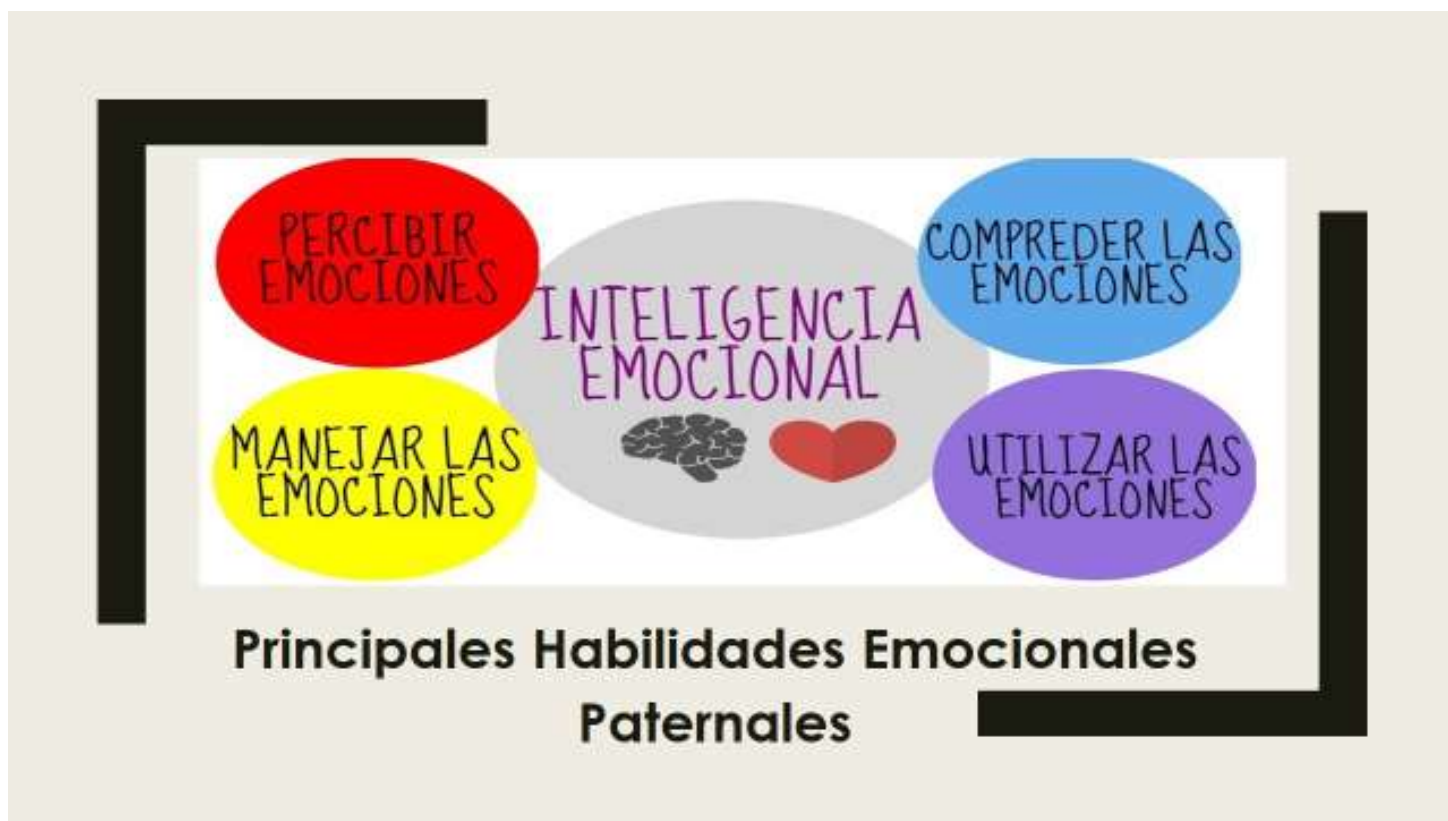 PERCIBIR
EMOCIONES
COMPREDER LAS
EMOCIONES
INTELIGENCIA
EMOCIONAL
MANEJAR LAS
EMOCIONES
UTILIZAR LAS
EMOCIONES
Principales Habilidades Emocionales
Paternales